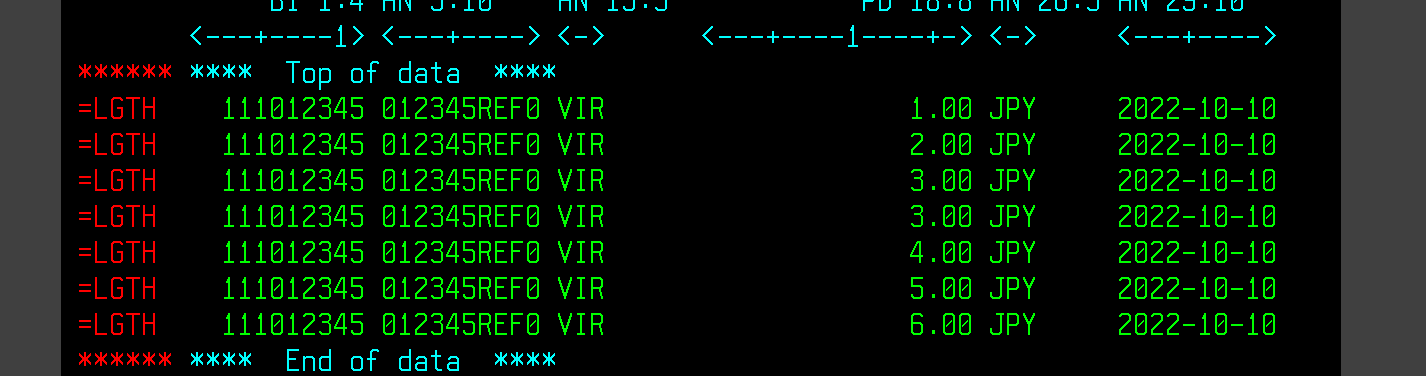 BI 1:4 AN 5:10 AN 15:3 PD 18:8 AN 26:3 AN 29:10
<---+----1> <---+----> <-> <---+----1----+-> <-> <---+---->
****** **** Top of data ****
=LGTH 111012345 012345REF0 VIR 1.00 JPY 2022-10-10
=LGTH 111012345 012345REF0 VIR 2.00 JPY 2022-10-10
=LGTH 111012345 012345REF0 VIR 3.00 JPY 2022-10-10
=LGTH 111012345 012345REF0 VIR 3.00 JPY 2022-10-10
=LGTH 111012345 012345REF0 VIR 4.00 JPY 2022-10-10
=LGTH 111012345 012345REF0 VIR 5.00 JPY 2022-10-10
=LGTH 111012345 012345REF0 VIR 6.00 JPY 2022-10-10
****** **** End of data ****